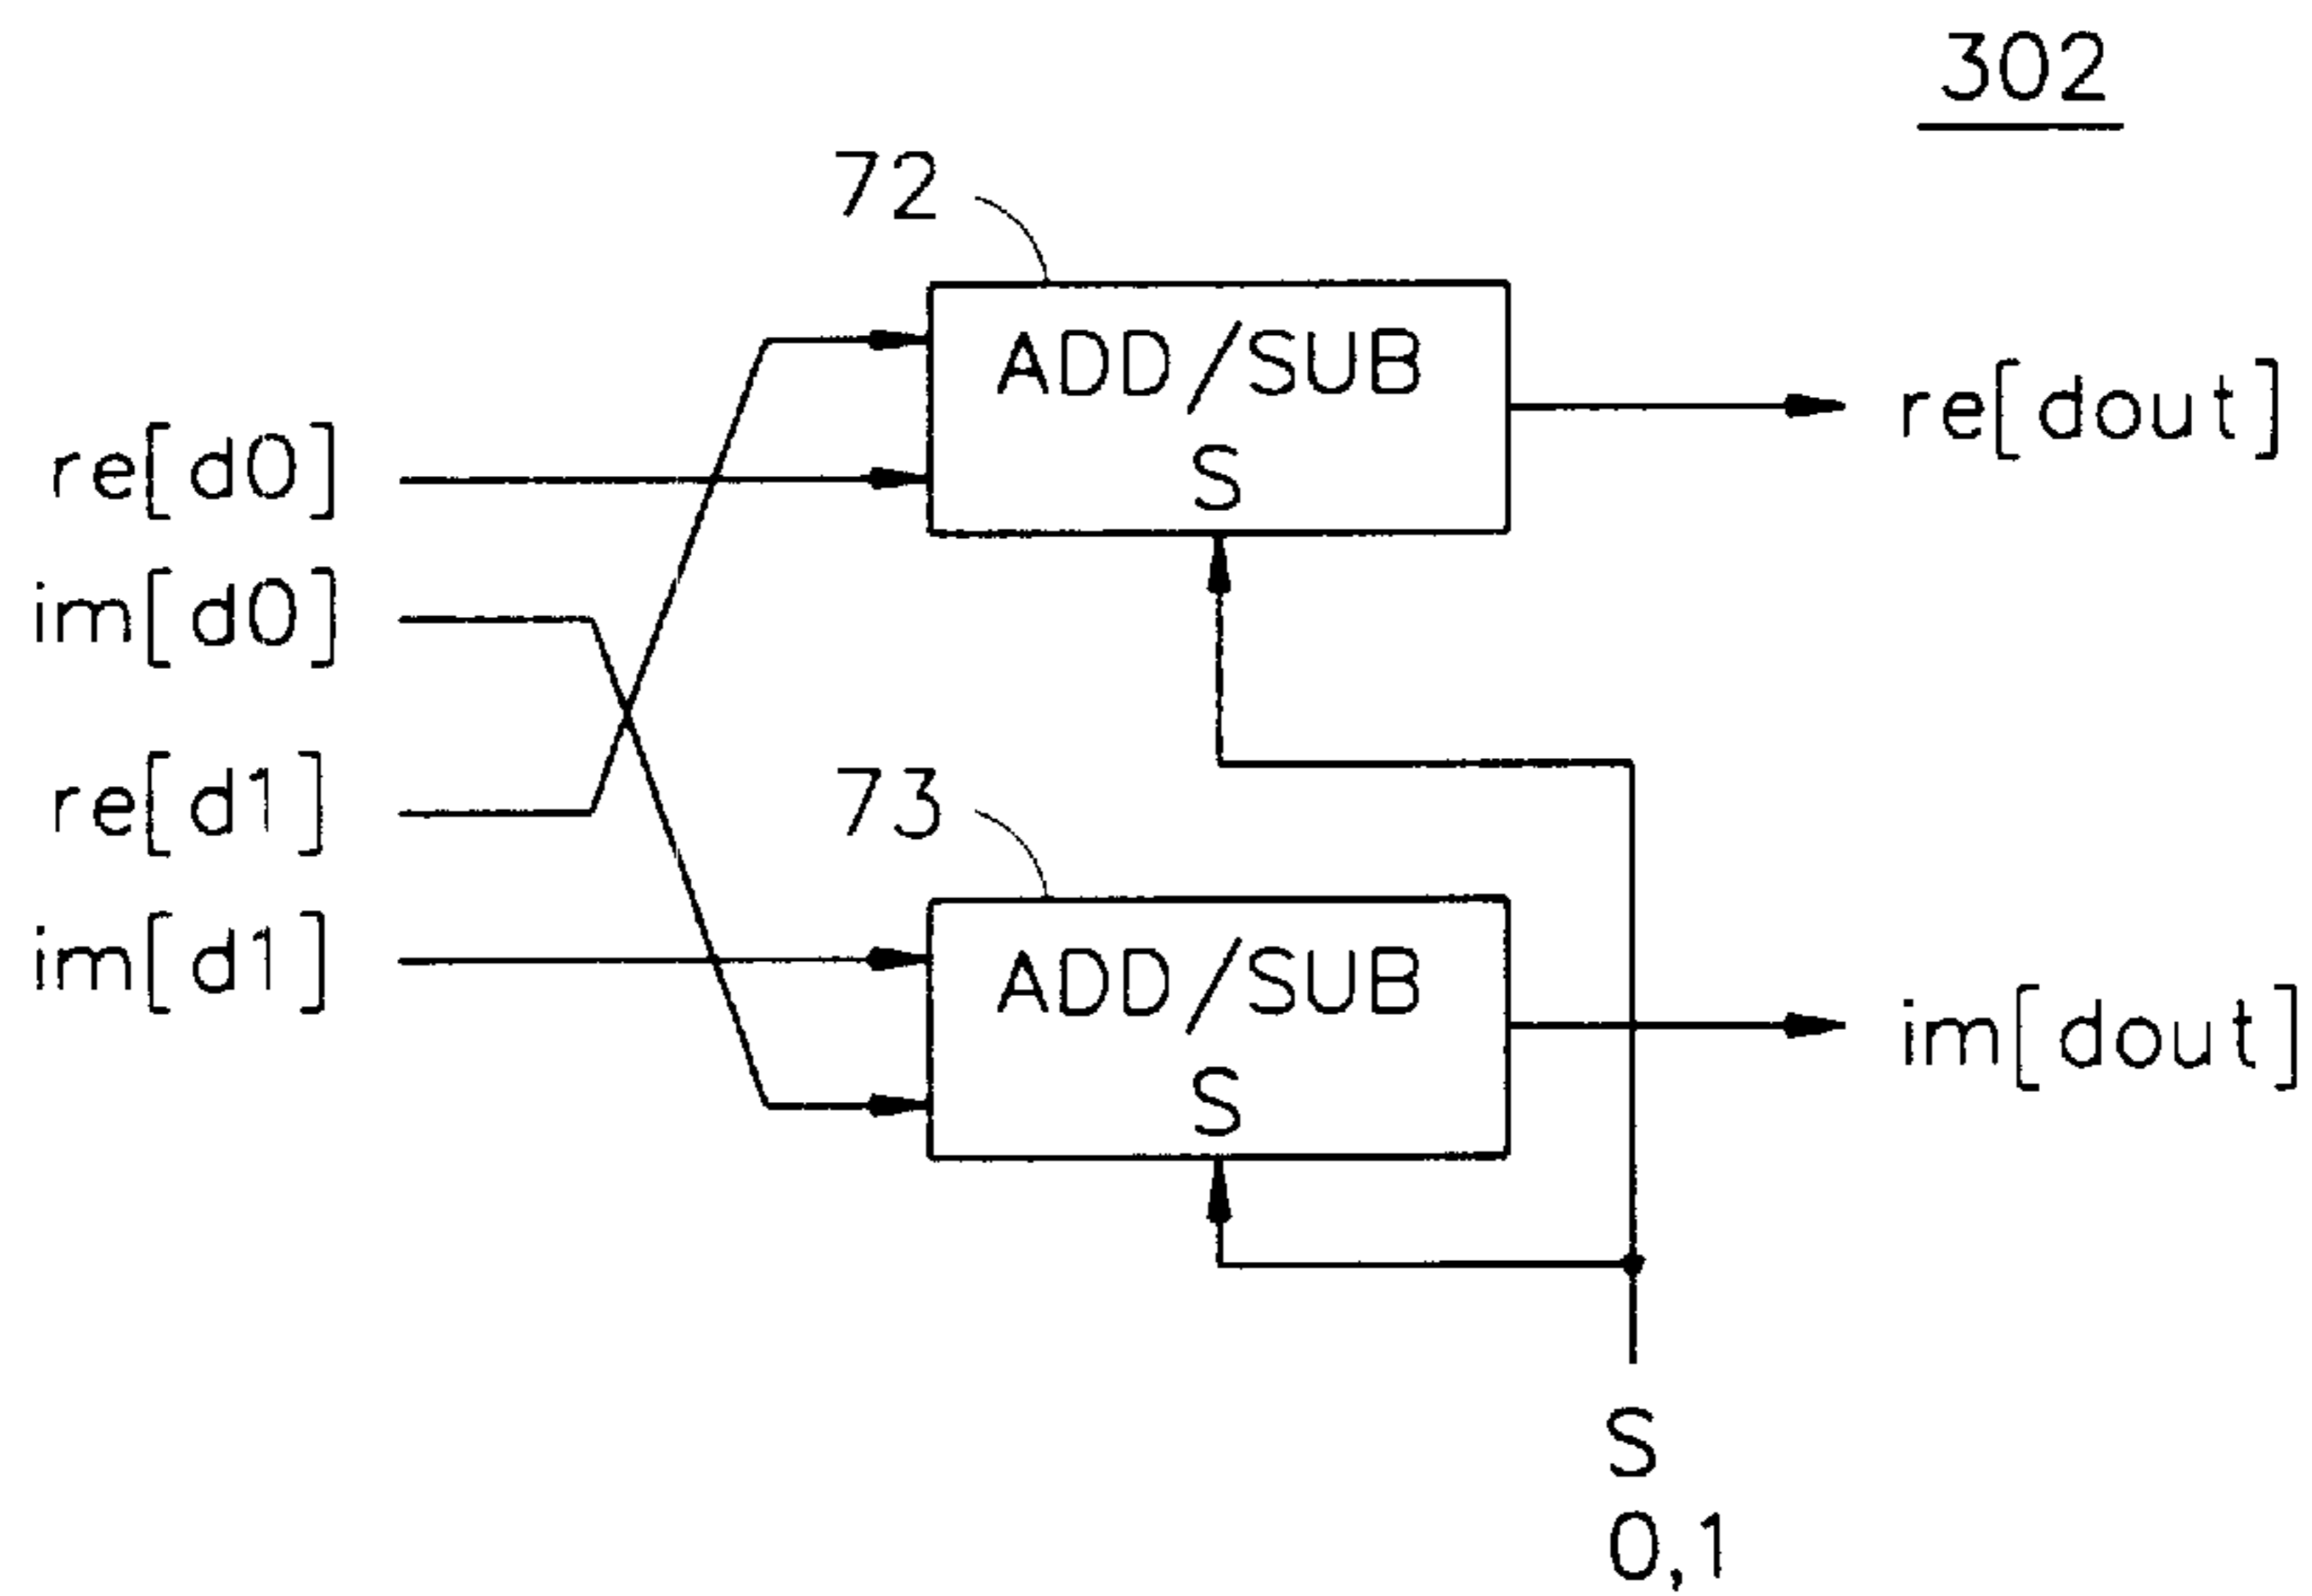 302
72
ADD/SUB
S
re[dout]
re[d0]
im[d0]
re[d1]
im[d1]
73
ADD/SUB
S
im[dout]
S
0,1